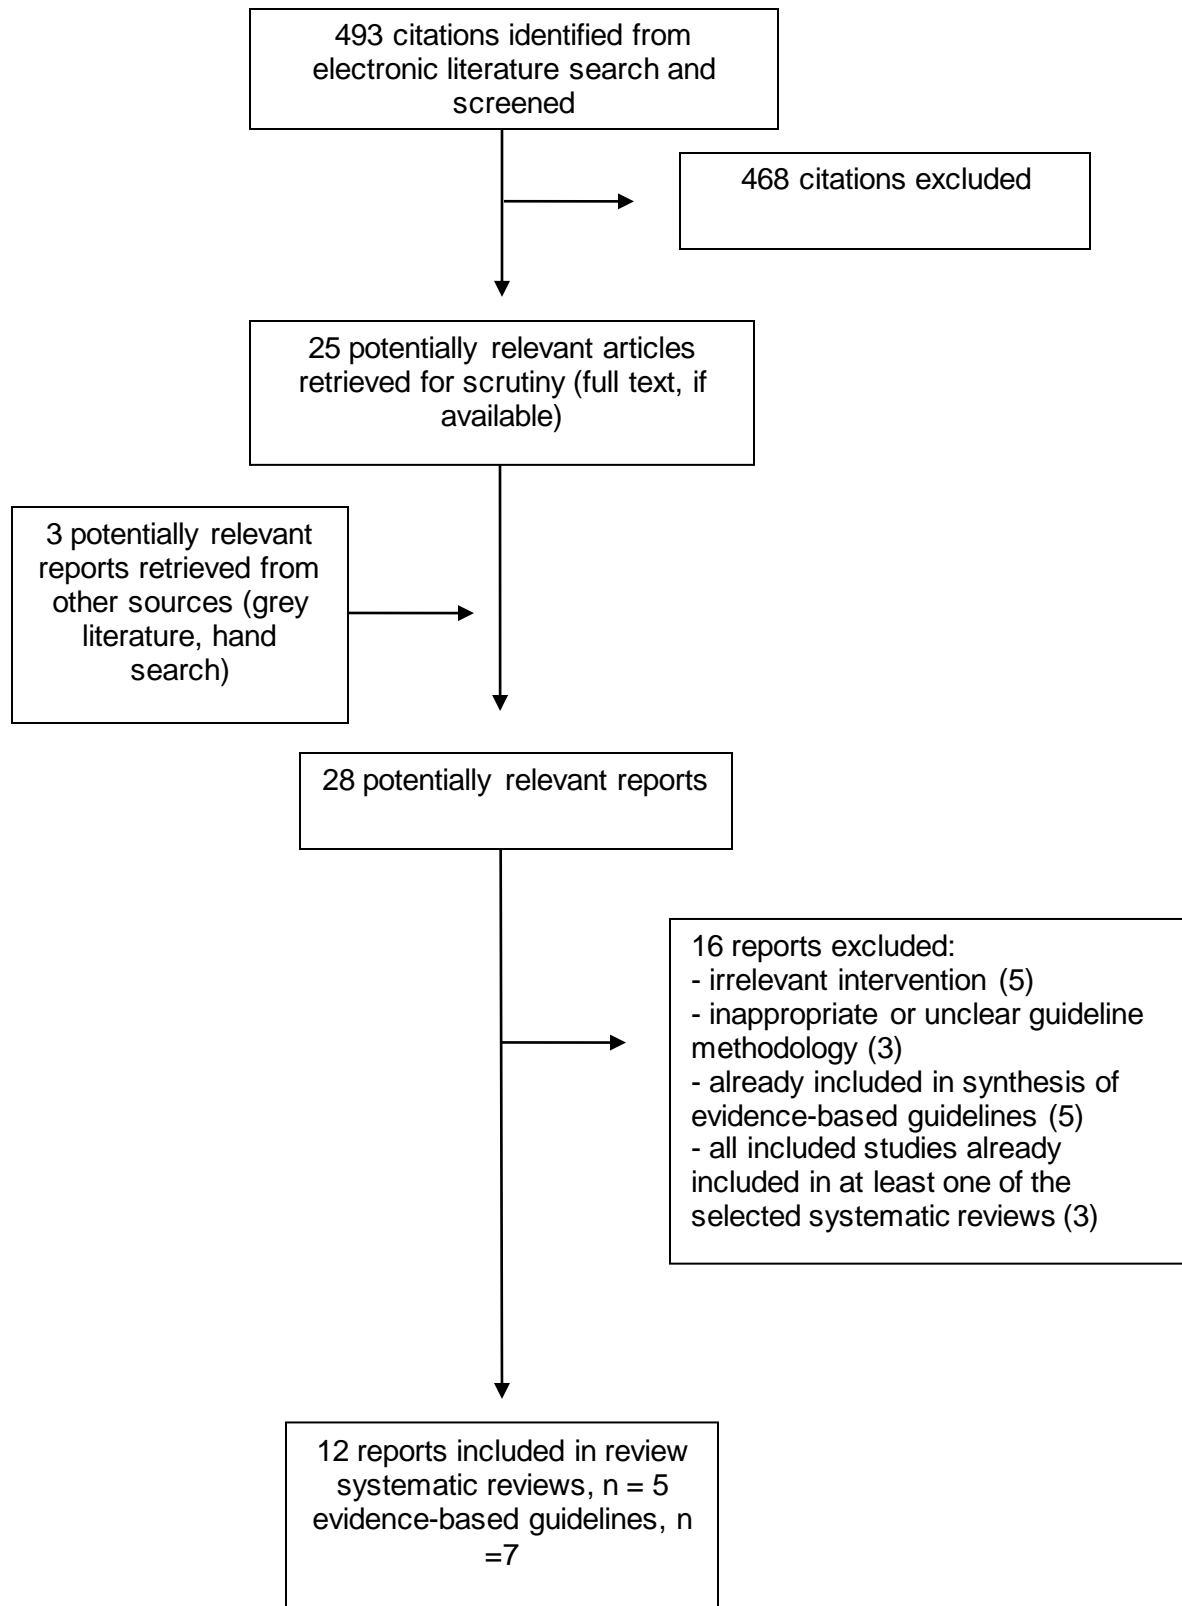 493 citations identified from
electronic literature search and
screened
468 citations excluded
25 potentially relevant articles
retrieved for scrutiny (full text, if
available)
3 potentially relevant
reports retrieved from
other sources (grey
literature, hand
search)
28 potentially relevant reports
16 reports excluded:
- irrelevant intervention (5)
- inappropriate or unclear guideline
methodology (3)
- already included in synthesis of
evidence-based guidelines (5)
- all included studies already
included in at least one of the
selected systematic reviews (3)
12 reports included in review
systematic reviews, n = 5
evidence-based guidelines, n
=7